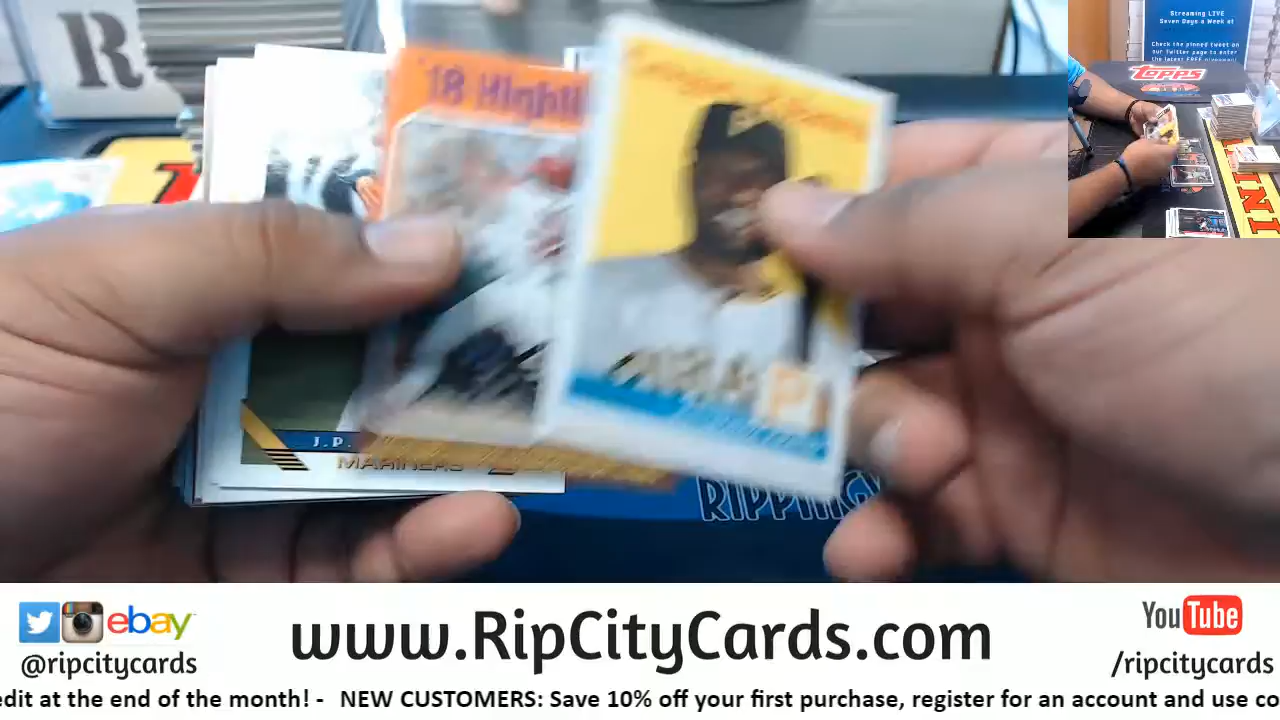 R
Streaming LIVE
Seven Days a Week at
Check the pinned tweet on
our Twitter page to enter
topps
'18 Highli
J.P.
MARINERS
RIPPING
ebay
@ripcitycards
www.RipCityCards.com
YouTube
/ripcitycards
edit at the end of the month! - NEW CUSTOMERS: Save 10% off your first purchase, register for an account and use co